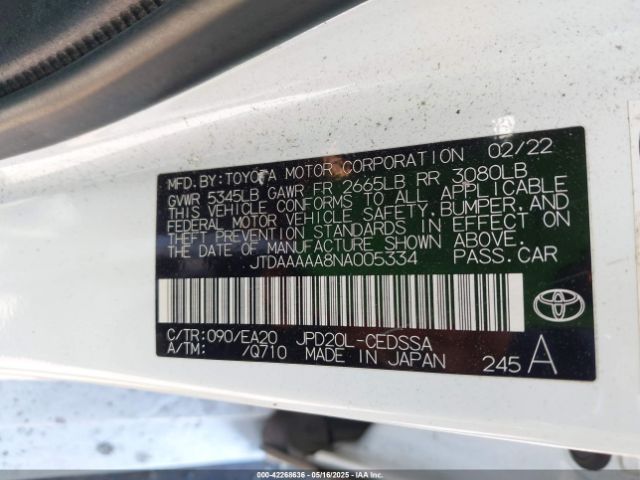 MFD. BY: TOYOTA MOTOR CORPORATION 02/22
GVWR 5345LB GAWR FR 2665LB RR 3080LB
THIS VEHICLE CONFORMS TO ALL APPLICABLE
FEDERAL MOTOR VEHICLE SAFETY, BUMPER, AND
THEFT PREVENTION STANDARDS IN EFFECT ON
THE DATE OF MANUFACTURE SHOWN ABOVE.
JTDAAAAA8NA005334 PASS. CAR
C/TR: 090/EA20 JPD20L-CEDSSA
A/TM: /Q710 MADE IN JAPAN 245 A
000-42268636 - 05/16/2025 - IAA Inc.